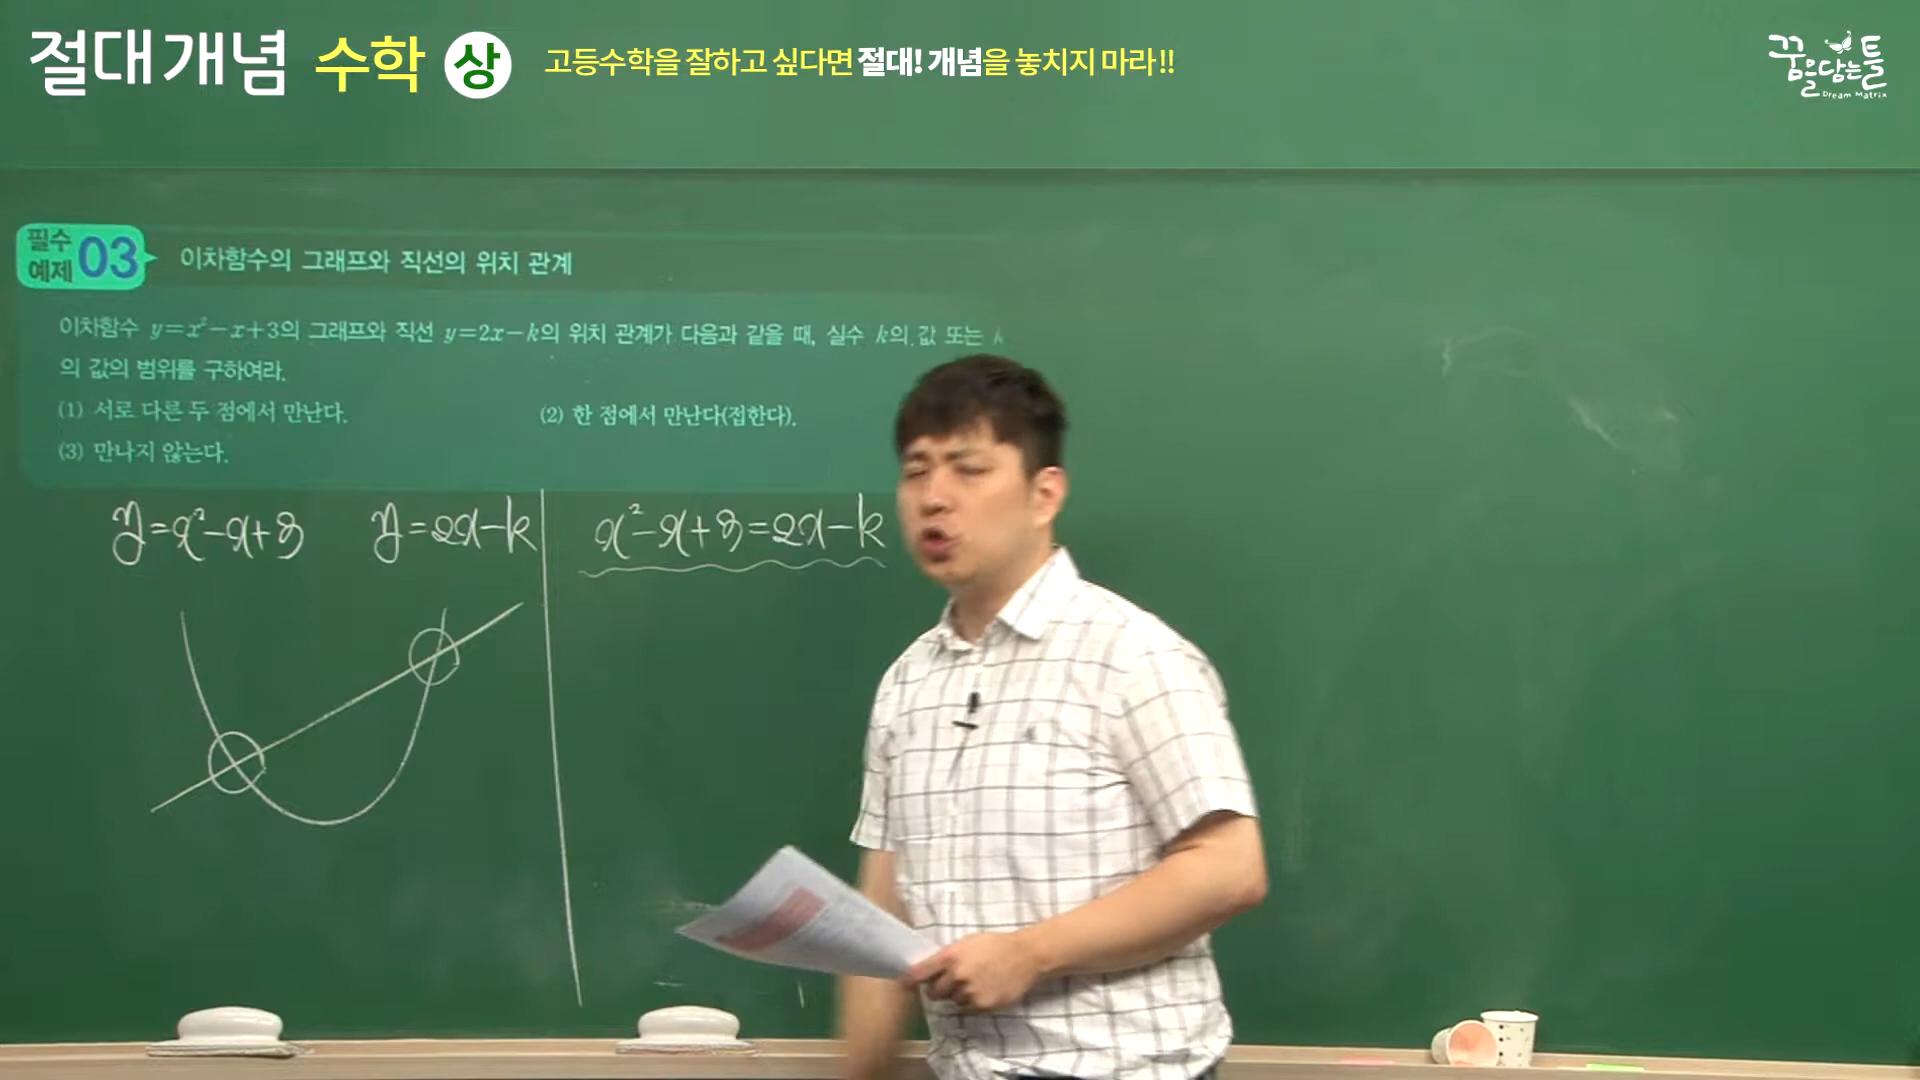 절대개념 수학 상 고등수학을 잘하고 싶다면 절대! 개념을 놓치지 마라!!
꿈을담는틀
Dream Matrix
필수 예제 03 이차함수의 그래프와 직선의 위치 관계
이차함수 y=x²-x+3의 그래프와 직선 y=2x-k의 위치 관계가 다음과 같을 때, 실수 k의 값 또는 k
의 값의 범위를 구하여라.
(1) 서로 다른 두 점에서 만난다. (2) 한 점에서 만난다(접한다).
(3) 만나지 않는다.
y=x²-x+3 y=2x-k x²-x+3=2x-k